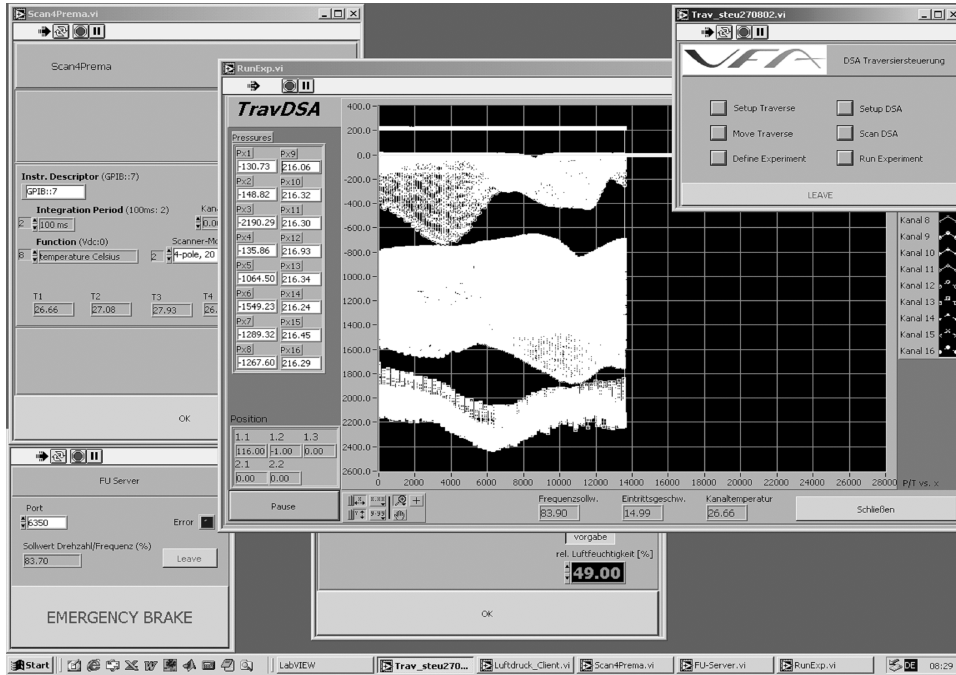 Scan4Prema.vi
Scan4Prema
Instr. Descriptor (GPIB::7)
GPIB::7
Integration Period (100ms: 2)
2 100 ms
Function (Vdc:0)
8 temperature Celsius
Scanner-Mo
2 4-pole, 20
T1 T2 T3 T4
26.66 27.08 27.93 26.
OK
FU Server
Port
6350
Error
Sollwert Drehzahl/Frequenz (%)
83.70
Leave
EMERGENCY BRAKE
RunExp.vi
TravDSA
Pressures
Px1 Px9
-130.73 216.06
Px2 Px10
-148.82 216.32
Px3 Px11
-2190.29 216.30
Px4 Px12
-135.86 216.93
Px5 Px13
-1064.50 216.34
Px6 Px14
-1549.23 216.24
Px7 Px15
-1289.32 216.45
Px8 Px16
-1267.60 216.29
Position
1.1 1.2 1.3
116.00 -1.00 0.00
2.1 2.2
0.00 0.00
Pause
400.0
200.0
0.0
-200.0
-400.0
-600.0
-800.0
1000.0
1200.0
1400.0
1600.0
1800.0
2000.0
2200.0
2400.0
2600.0
0 2000 4000 6000 8000 10000 12000 14000 16000 18000 20000 22000 24000 26000 28000
P/T vs. x
Frequenzsollw. Eintrittsgeschw. Kanaltemperatur
83.90 14.99 26.66
Schließen
Kanal 8
Kanal 9
Kanal 10
Kanal 11
Kanal 12
Kanal 13
Kanal 14
Kanal 15
Kanal 16
Trav_steu270802.vi
VFA
DSA Traversiersteuerung
Setup Traverse Setup DSA
Move Traverse Scan DSA
Define Experiment Run Experiment
LEAVE
vorgabe
rel. Luftfeuchtigkeit [%]
49.00
OK
Start LabVIEW Trav_steu270... Luftdruck_Client.vi Scan4Prema.vi FU-Server.vi RunExp.vi DE 08:29